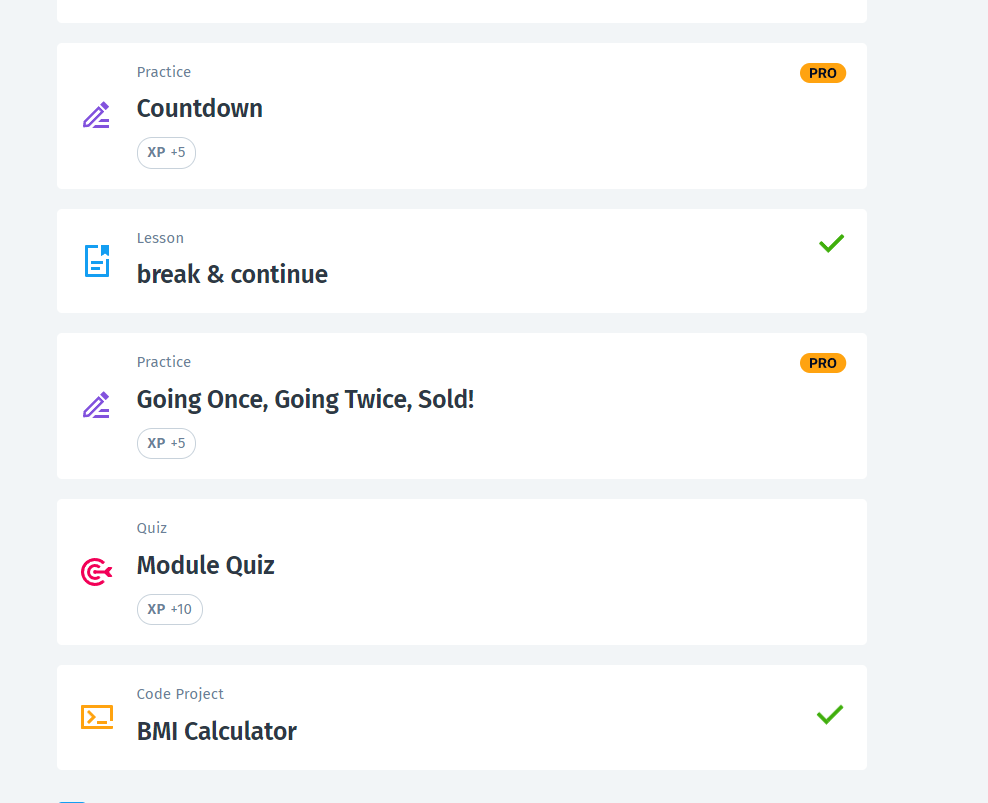 Practice
PRO
Countdown
XP +5
Lesson
break & continue
Practice
PRO
Going Once, Going Twice, Sold!
XP +5
Quiz
Module Quiz
XP +10
Code Project
BMI Calculator